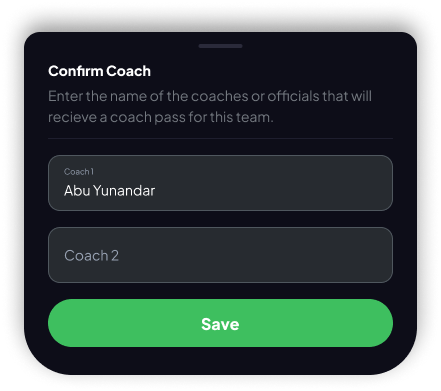 Confirm Coach
Enter the name of the coaches or officials that will
recieve a coach pass for this team.
Coach 1
Abu Yunandar
Coach 2
Save